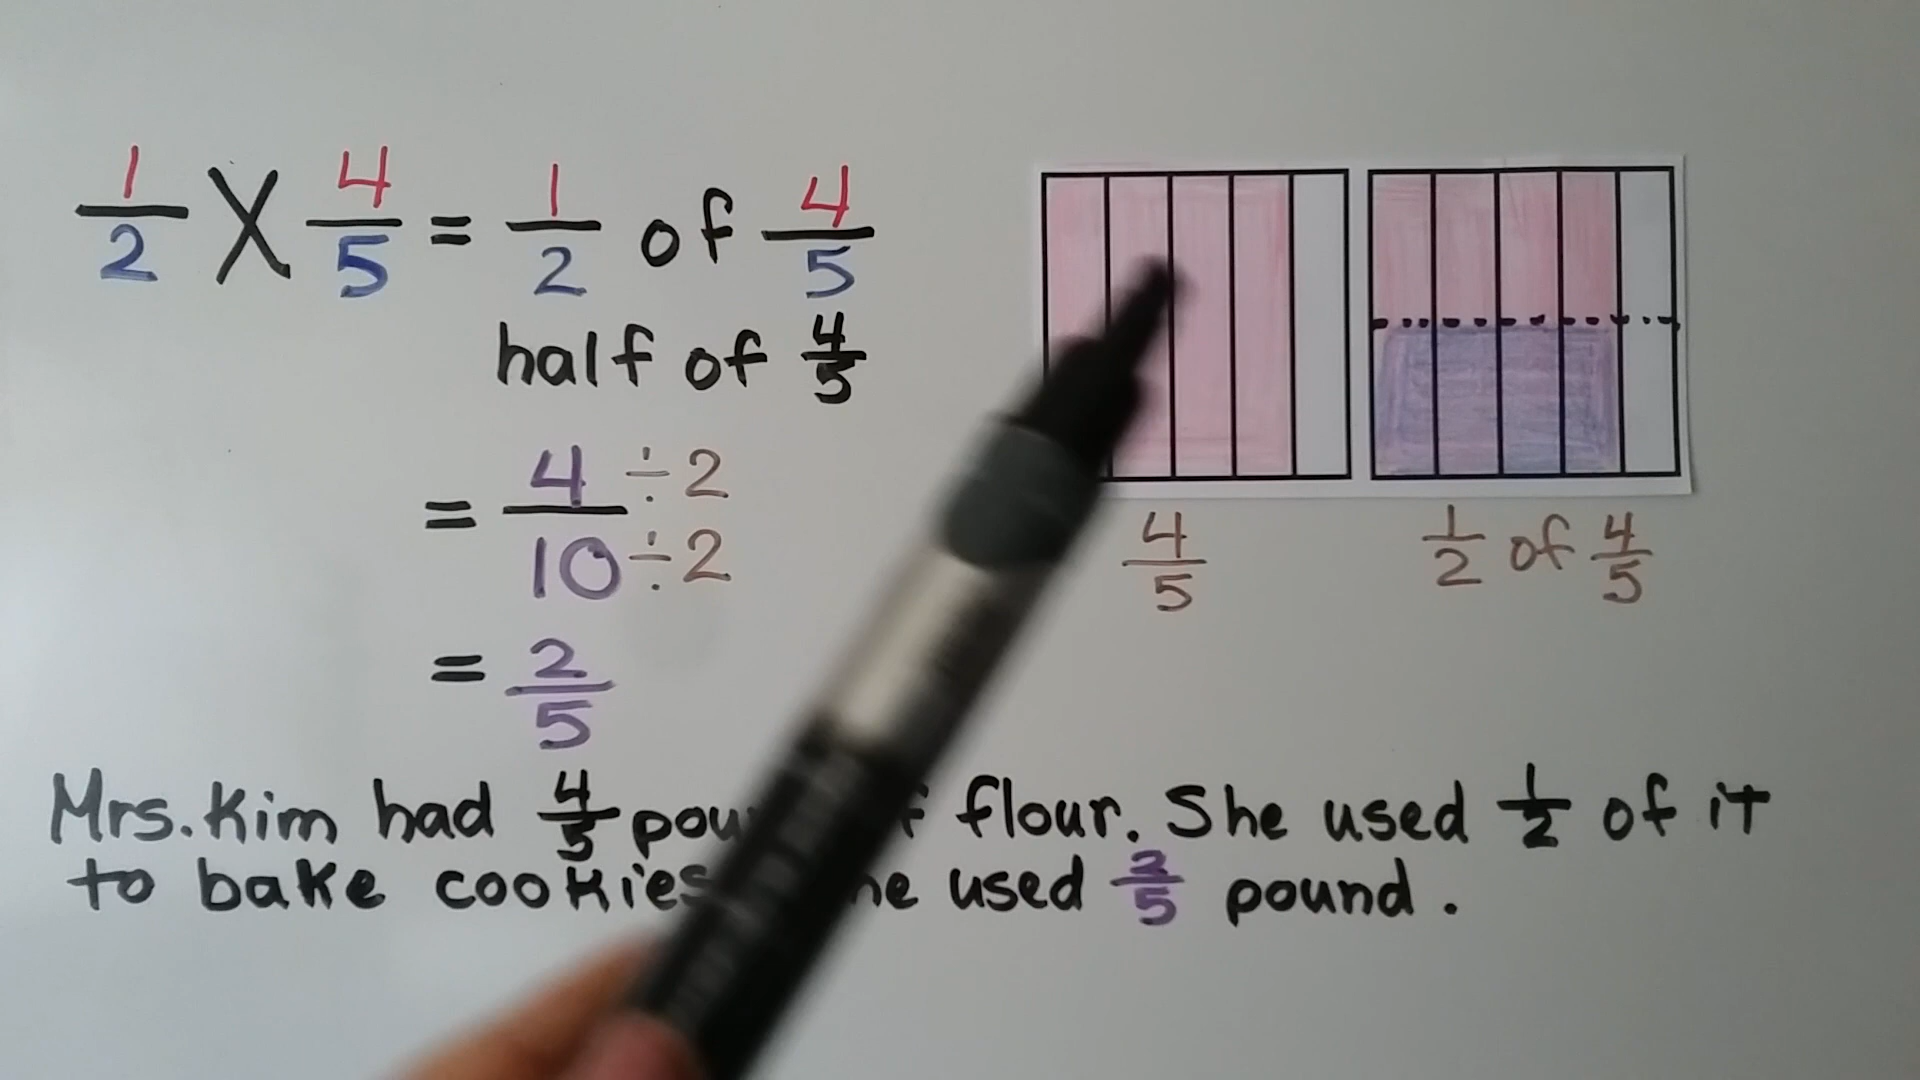 1/2 X 4/5 = 1/2 of 4/5
half of 4/5
= 4/10 ÷2 ÷2
= 2/5
4/5
1/2 of 4/5
Mrs. Kim had 4/5 flour. She used 1/2 of it
to bake cookies used 2/5 pound.